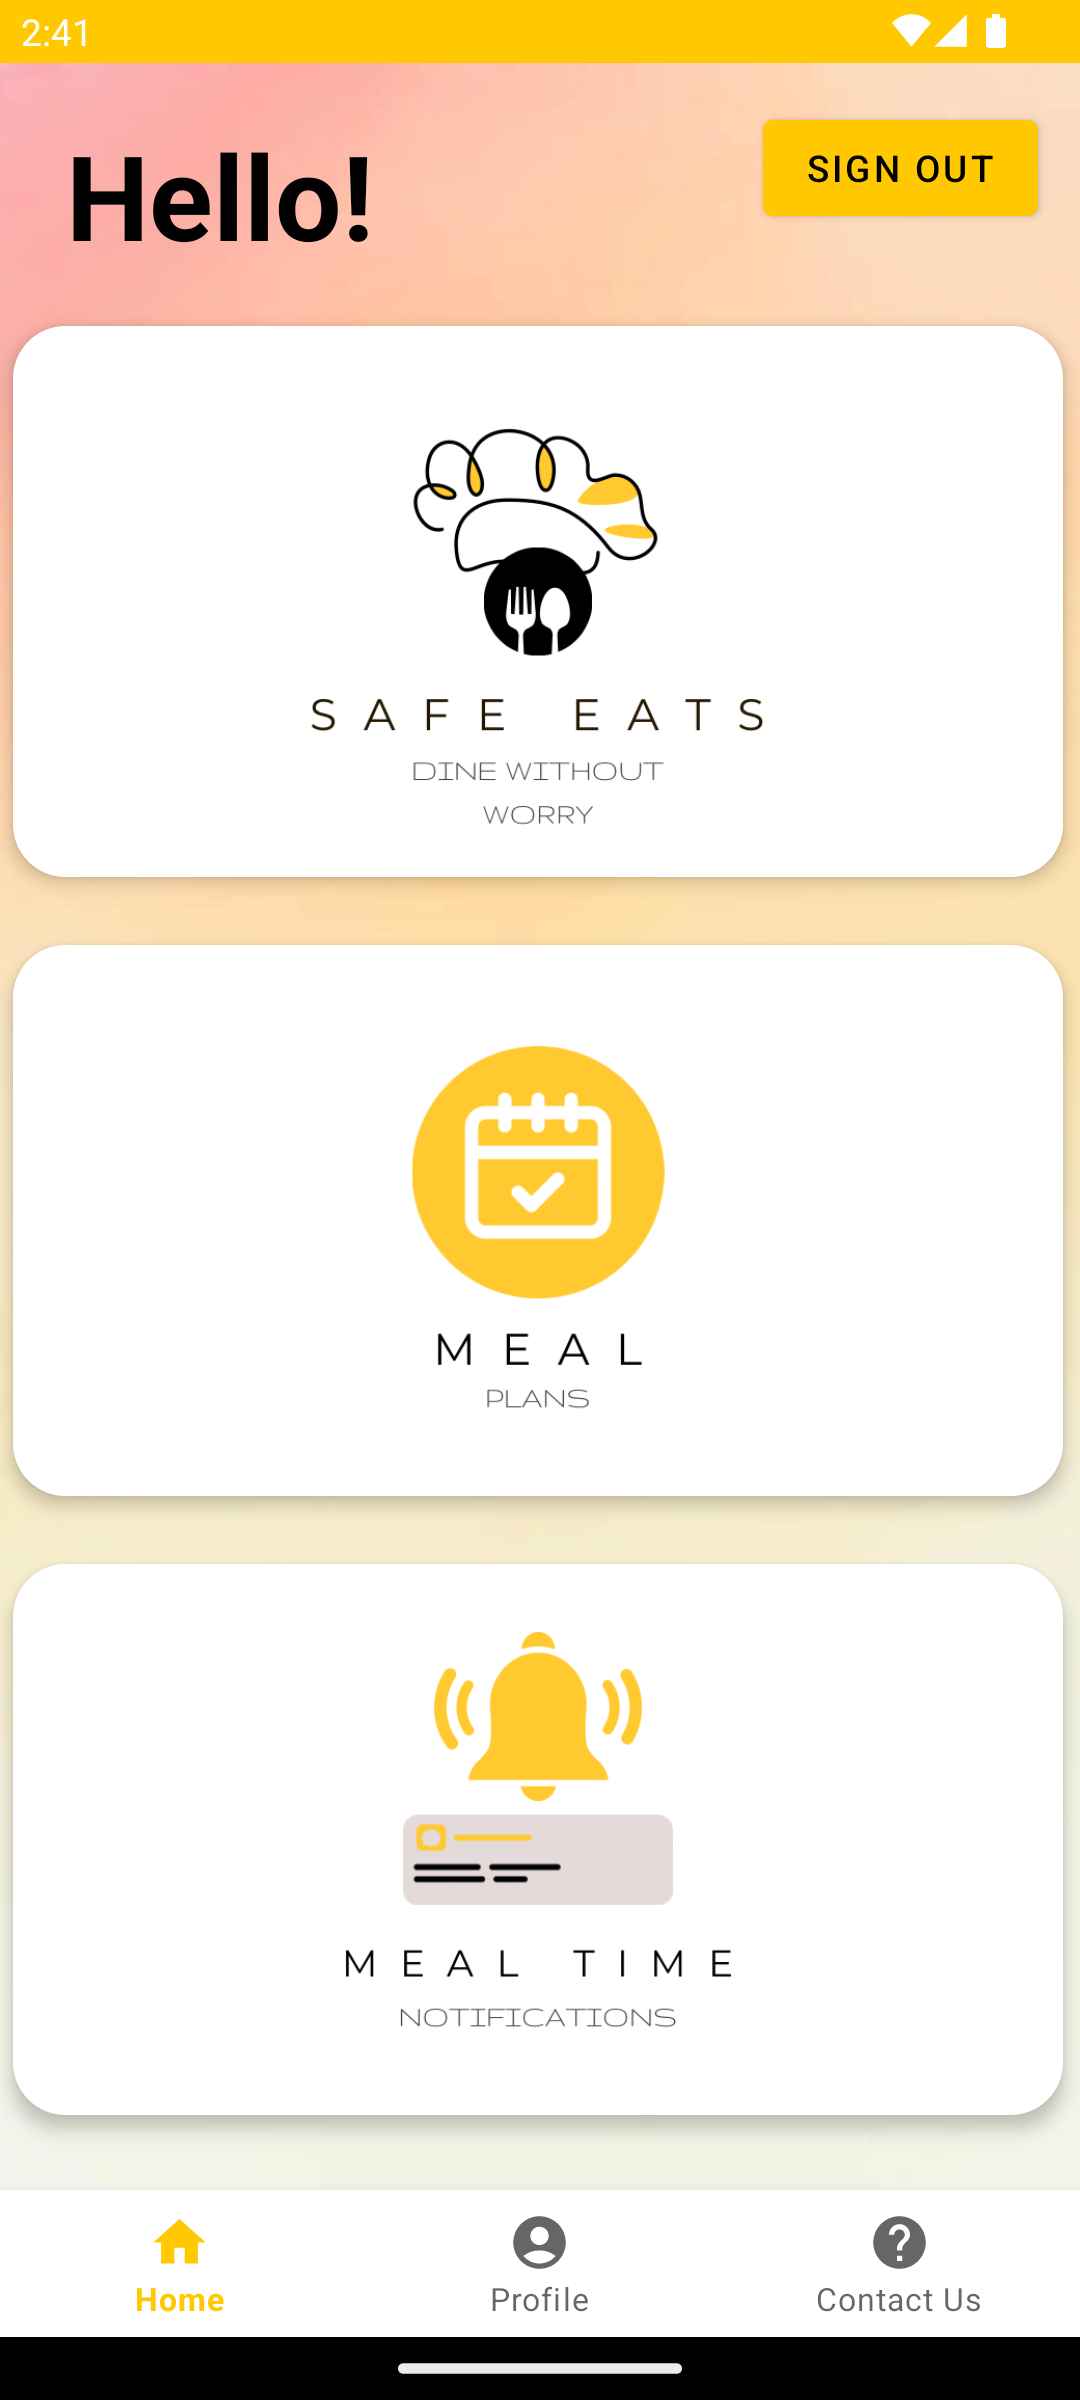 2:41
Hello!
SIGN OUT
SAFE EATS
DINE WITHOUT
WORRY
MEAL
PLANS
MEAL TIME
NOTIFICATIONS
Home
Profile
Contact Us